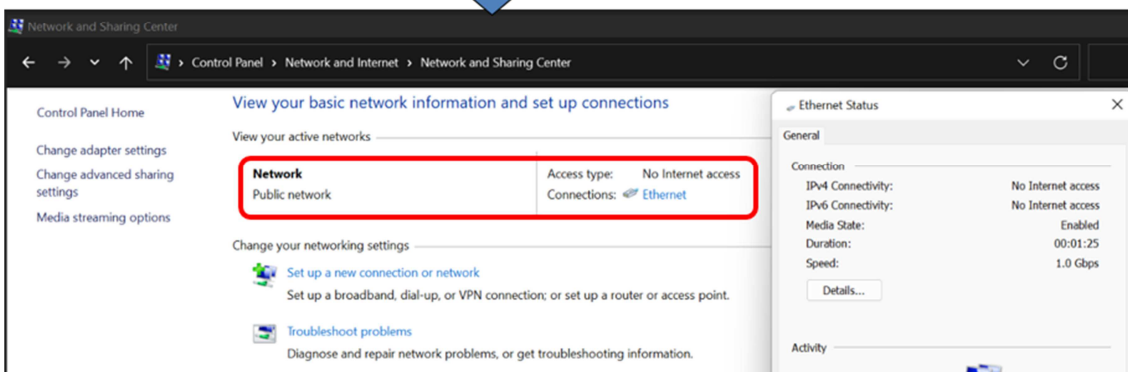 Network and Sharing Center
Control Panel > Network and Internet > Network and Sharing Center
Control Panel Home
Change adapter settings
Change advanced sharing
settings
Media streaming options
View your basic network information and set up connections
View your active networks
Network
Public network
Access type: No Internet access
Connections: Ethernet
Change your networking settings
Set up a new connection or network
Set up a broadband, dial-up, or VPN connection; or set up a router or access point.
Troubleshoot problems
Diagnose and repair network problems, or get troubleshooting information.
Ethernet Status
General
Connection
IPv4 Connectivity: No Internet access
IPv6 Connectivity: No Internet access
Media State: Enabled
Duration: 00:01:25
Speed: 1.0 Gbps
Details...
Activity